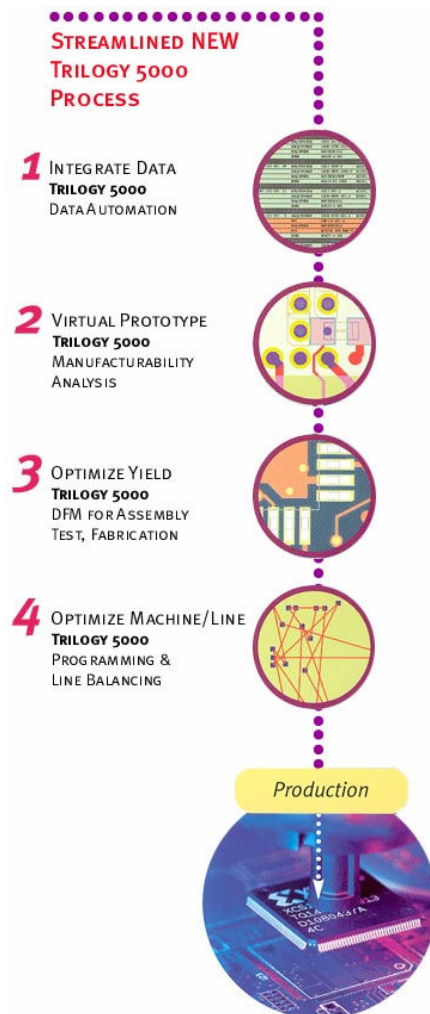 STREAMLINED NEW
TRILOGY 5000
PROCESS
1 INTEGRATE DATA
TRILOGY 5000
DATA AUTOMATION
2 VIRTUAL PROTOTYPE
TRILOGY 5000
MANUFACTURABILITY
ANALYSIS
3 OPTIMIZE YIELD
TRILOGY 5000
DFM FOR ASSEMBLY
TEST, FABRICATION
4 OPTIMIZE MACHINE/LINE
TRILOGY 5000
PROGRAMMING &
LINE BALANCING
Production
4C